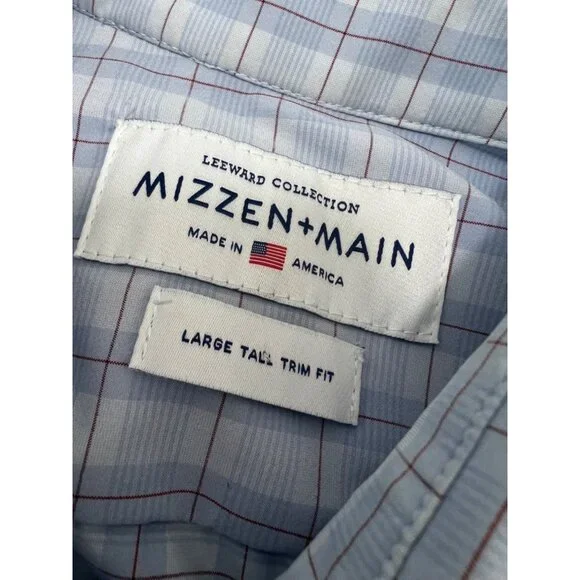 LEEWARD COLLECTION
MIZZEN+MAIN
MADE IN AMERICA
LARGE TALL TRIM FIT